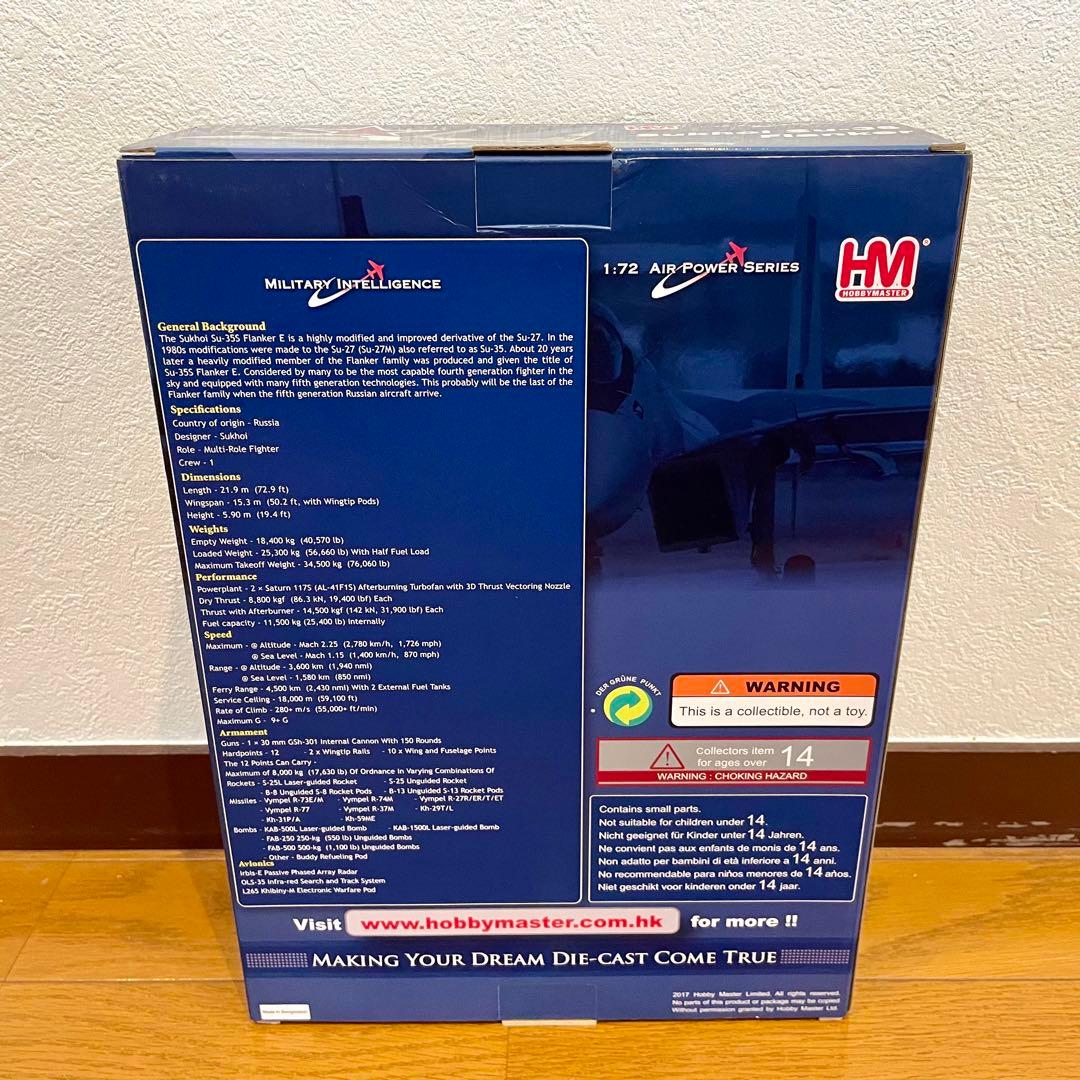 MILITARY INTELLIGENCE
General Background
The Sukhoi Su-35S Flanker E is a highly modified and improved derivative of the Su-27. In the
1980s modifications were made to the Su-27 (Su-27M) also referred to as Su-35. About 20 years
later a heavily modified member of the Flanker family was produced and given the title of
Su-35S Flanker E. Considered by many to be the most capable fourth generation fighter in the
sky and equipped with many fifth generation technologies. This probably will be the last of the
Flanker family when the fifth generation Russian aircraft arrive.
Specifications
Country of origin - Russia
Designer - Sukhoi
Role - Multi-Role Fighter
Crew - 1
Dimensions
Length - 21.9 m (72.9 ft)
Wingspan - 15.3 m (50.2 ft, with Wingtip Pods)
Height - 5.90 m (19.4 ft)
Weights
Empty Weight - 18,400 kg (40,570 lb)
Loaded Weight - 25,300 kg (56,660 lb) With Half Fuel Load
Maximum Takeoff Weight - 34,500 kg (76,060 lb)
Performance
Powerplant - 2 × Saturn 117S (AL-41F1S) Afterburning Turbofan with 3D Thrust Vectoring Nozzle
Dry Thrust - 8,800 kgf (86.3 kN, 19,400 lbf) Each
Thrust with Afterburner - 14,500 kgf (142 kN, 31,900 lbf) Each
Fuel capacity - 11,500 kg (25,400 lb) Internally
Speed
Maximum - @ Altitude - Mach 2.25 (2,780 km/h, 1,726 mph)
@ Sea Level - Mach 1.15 (1,400 km/h, 870 mph)
Range - @ Altitude - 3,600 km (1,940 nmi)
@ Sea Level - 1,580 km (850 nmi)
Ferry Range - 4,500 km (2,430 nmi) With 2 External Fuel Tanks
Service Ceiling - 18,000 m (59,100 ft)
Rate of Climb - 280+ m/s (55,000+ ft/min)
Maximum G - 9+ G
Armament
Guns - 1 × 30 mm GSh-301 Internal Cannon With 150 Rounds
Hardpoints - 12 - 2 x Wingtip Rails - 10 x Wing and Fuselage Points
The 12 Points Can Carry -
Maximum of 8,000 kg (17,630 lb) Of Ordnance In Varying Combinations Of
Rockets - S-25L Laser-guided Rocket - S-25 Unguided Rocket
- B-8 Unguided S-8 Rocket Pods - B-13 Unguided S-13 Rocket Pods
Missiles - Vympel R-73E/M - Vympel R-74M - Vympel R-27R/ER/T/ET
- Vympel R-77 - Vympel R-37M - Kh-29T/L
- Kh-31P/A - Kh-59ME
Bombs - KAB-500L Laser-guided Bomb - KAB-1500L Laser-guided Bomb
- FAB-250 250-kg (550 lb) Unguided Bombs
- FAB-500 500-kg (1,100 lb) Unguided Bombs
- Other - Buddy Refueling Pod
Avionics
Irbis-E Passive Phased Array Radar
OLS-35 Infra-red Search and Track System
L265 Khibiny-M Electronic Warfare Pod
1:72 AIR POWER SERIES
HM
®
HOBBYMASTER
DER GRÜNE PUNKT
WARNING
This is a collectible, not a toy.
Collectors item
for ages over 14
WARNING : CHOKING HAZARD
Contains small parts.
Not suitable for children under 14.
Nicht geeignet für Kinder unter 14 Jahren.
Ne convient pas aux enfants de monis de 14 ans.
Non adatto per bambini di età inferiore a 14 anni.
No recommendable para niños menores de 14 años.
Niet geschikt voor kinderen onder 14 jaar.
Visit www.hobbymaster.com.hk for more !!
MAKING YOUR DREAM DIE-CAST COME TRUE
2017 Hobby Master Limited. All rights reserved.
No parts of this product or package may be copied
Without permission granted by Hobby Master Ltd.
Made in Bangladesh